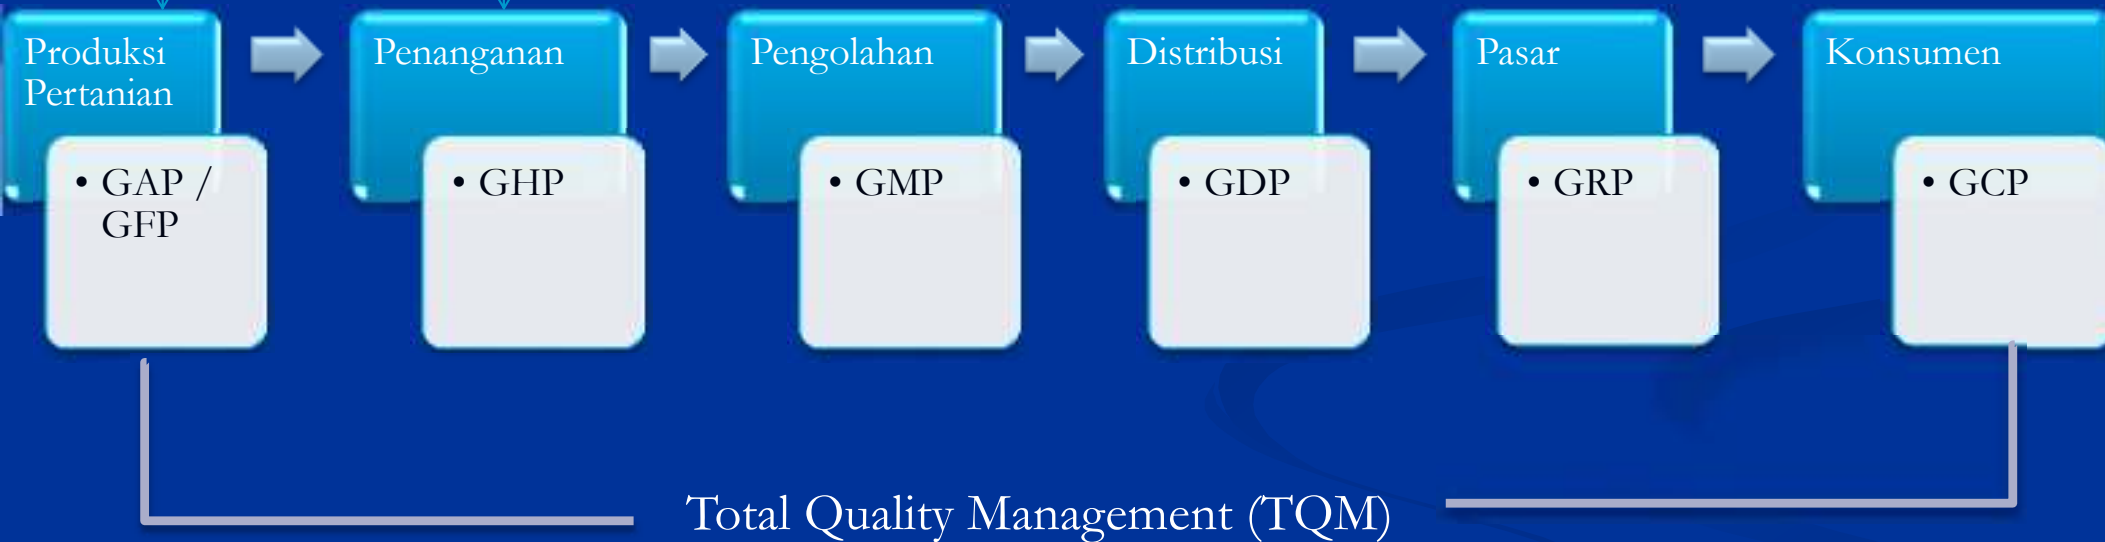 Produksi
Pertanian
• GAP /
GFP
Penanganan
• GHP
Pengolahan
• GMP
Distribusi
• GDP
Pasar
• GRP
Konsumen
• GCP
Total Quality Management (TQM)